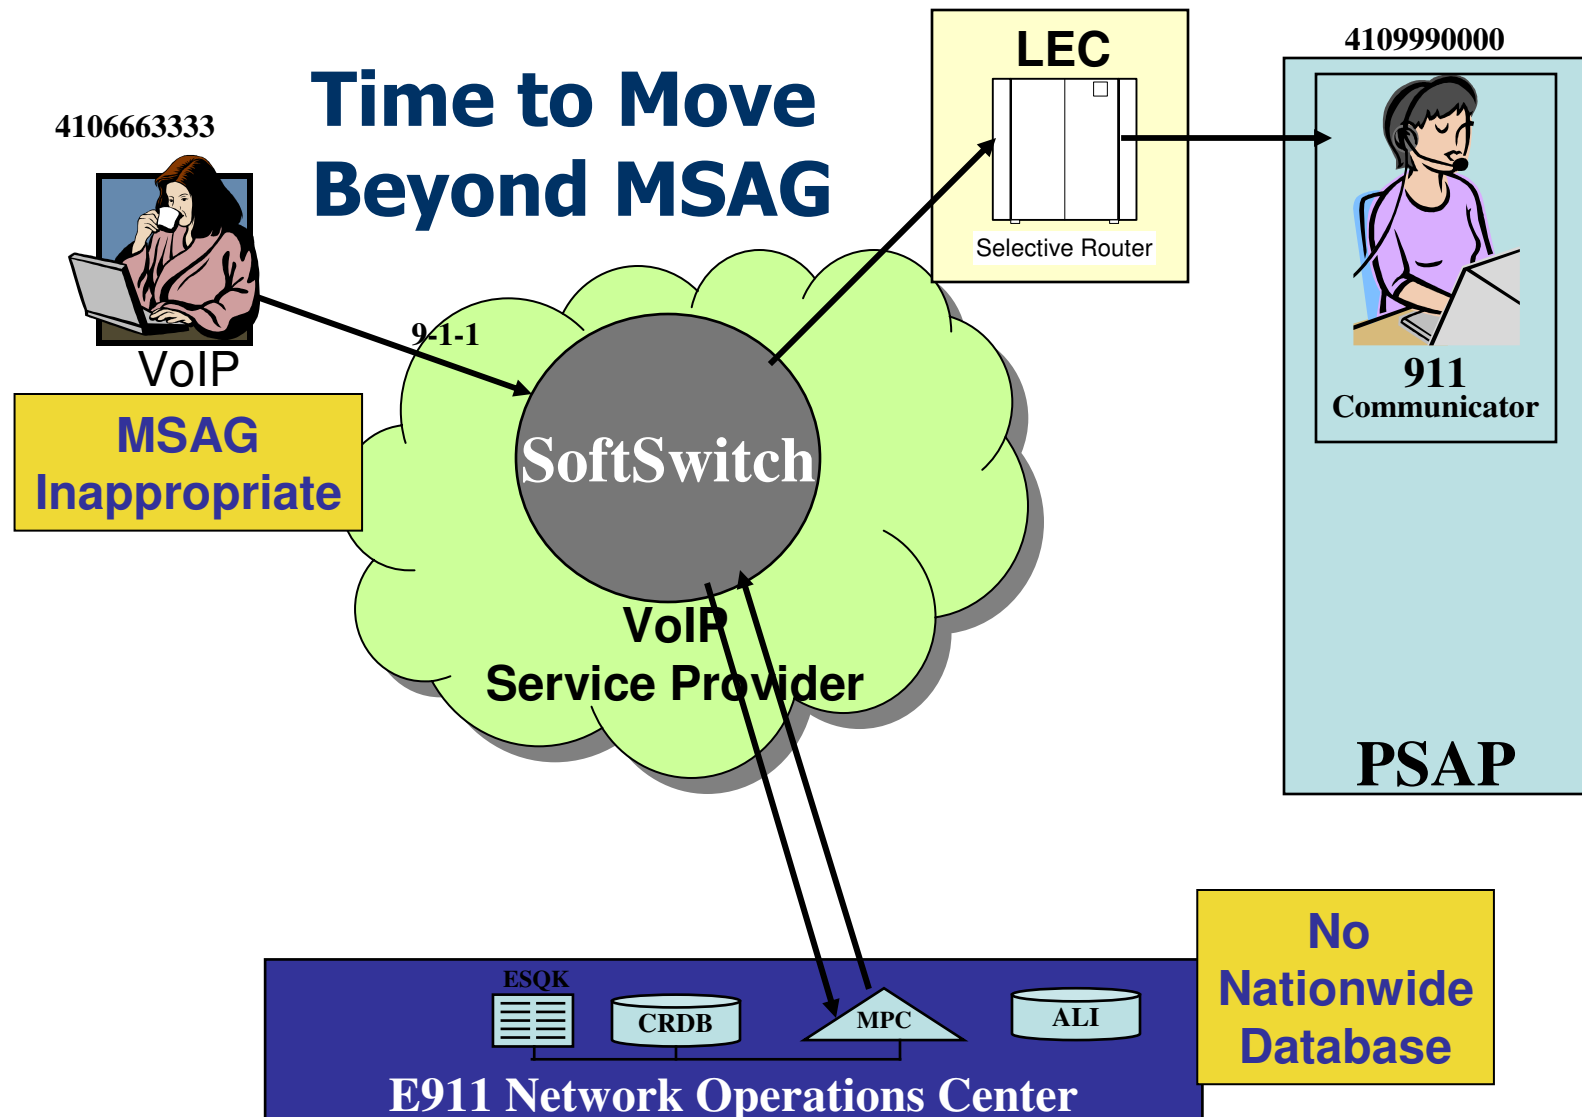 Time to Move
Beyond MSAG
4106663333
VoIP
MSAG
Inappropriate
9-1-1
SoftSwitch
VoIP
Service Provider
LEC
Selective Router
4109990000
911
Communicator
PSAP
No
Nationwide
Database
ESQK
CRDB
MPC
ALI
E911 Network Operations Center